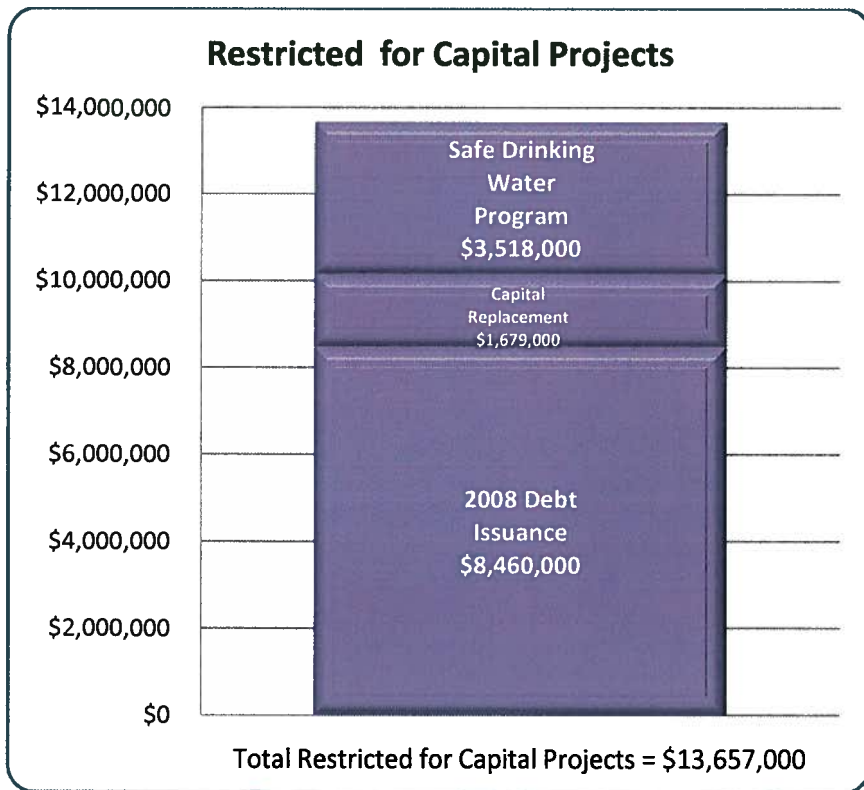 Restricted for Capital Projects
$14,000,000
$12,000,000
$10,000,000
$8,000,000
$6,000,000
$4,000,000
$2,000,000
$0
Safe Drinking
Water
Program
$3,518,000
Capital
Replacement
$1,679,000
2008 Debt
Issuance
$8,460,000
Total Restricted for Capital Projects = $13,657,000